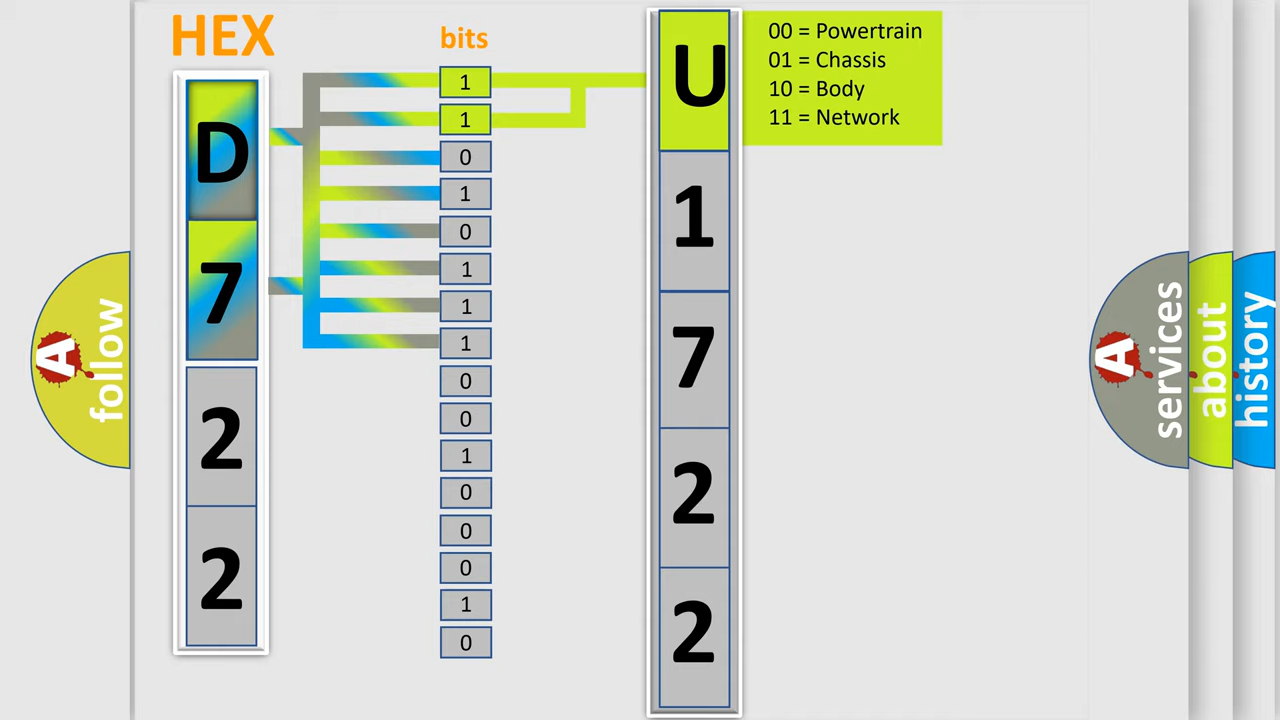 HEX
bits
D
7
2
2
1
1
0
1
0
1
1
1
0
0
1
0
0
0
1
0
U
1
7
2
2
00 = Powertrain
01 = Chassis
10 = Body
11 = Network
A
follow
A
services
about
history